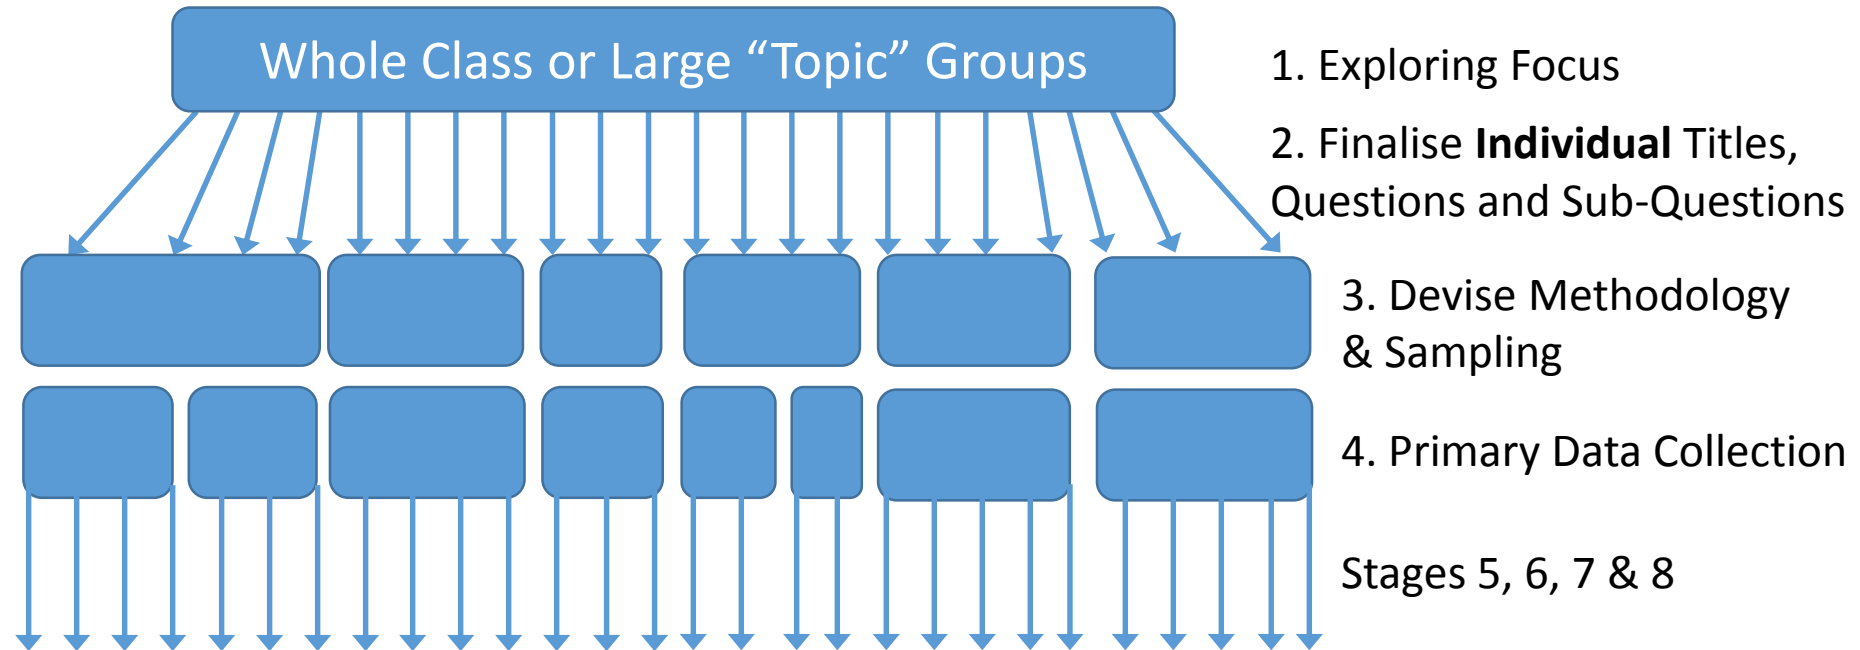 Whole Class or Large “Topic” Groups
1. Exploring Focus
2. Finalise Individual Titles,
Questions and Sub-Questions
3. Devise Methodology
& Sampling
4. Primary Data Collection
Stages 5, 6, 7 & 8